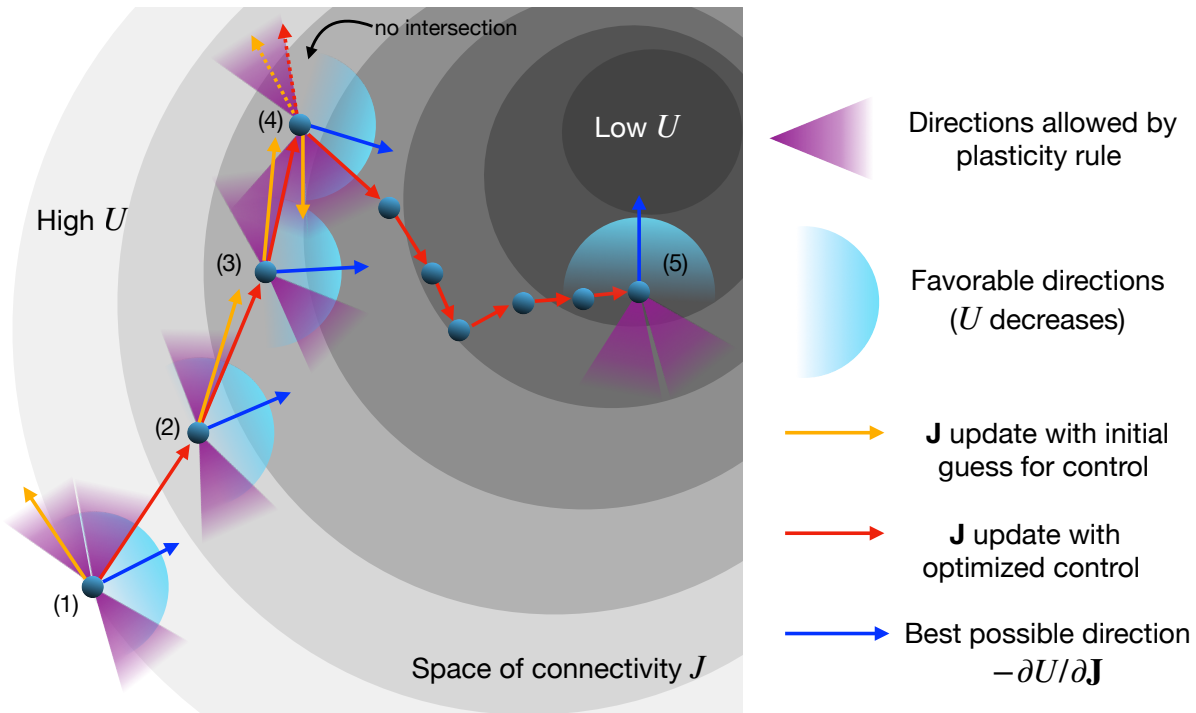 no intersection
(4)
Low U
High U
(3)
(5)
(2)
(1)
Space of connectivity J
Directions allowed by
plasticity rule
Favorable directions
(U decreases)
J update with initial
guess for control
J update with
optimized control
Best possible direction
−∂U/∂J